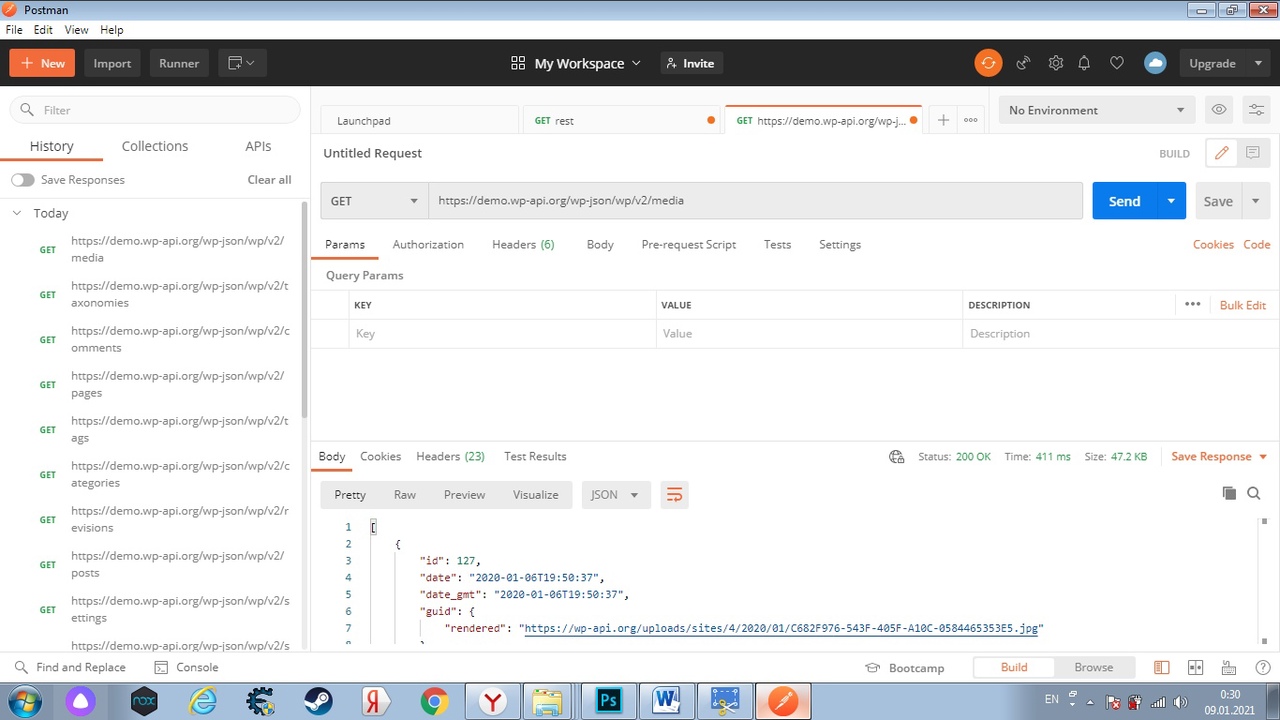 Postman
File Edit View Help
New Import Runner My Workspace Invite Upgrade
Filter
Launchpad GET rest GET https://demo.wp-api.org/wp-j... No Environment
History Collections APIs
Untitled Request BUILD
Save Responses Clear all
GET https://demo.wp-api.org/wp-json/wp/v2/media Send Save
Today
GET https://demo.wp-api.org/wp-json/wp/v2/
media
GET https://demo.wp-api.org/wp-json/wp/v2/t
axonomies
GET https://demo.wp-api.org/wp-json/wp/v2/c
omments
GET https://demo.wp-api.org/wp-json/wp/v2/
pages
GET https://demo.wp-api.org/wp-json/wp/v2/t
ags
GET https://demo.wp-api.org/wp-json/wp/v2/c
ategories
GET https://demo.wp-api.org/wp-json/wp/v2/r
evisions
GET https://demo.wp-api.org/wp-json/wp/v2/
posts
GET https://demo.wp-api.org/wp-json/wp/v2/s
ettings
https://demo.wp-api.org/wp-json/wp/v2/s
Params Authorization Headers (6) Body Pre-request Script Tests Settings Cookies Code
Query Params
KEY VALUE DESCRIPTION ••• Bulk Edit
Key Value Description
Body Cookies Headers (23) Test Results Status: 200 OK Time: 411 ms Size: 47.2 KB Save Response
Pretty Raw Preview Visualize JSON
1 [
2 {
3 "id": 127,
4 "date": "2020-01-06T19:50:37",
5 "date_gmt": "2020-01-06T19:50:37",
6 "guid": {
7 "rendered": "https://wp-api.org/uploads/sites/4/2020/01/C682F976-543F-405F-A10C-0584465353E5.jpg"
8 }
Find and Replace Console Bootcamp Build Browse
nox Я Y Ps W EN 0:30
09.01.2021